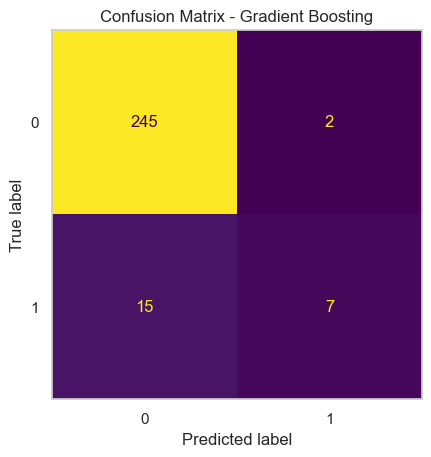 Confusion Matrix - Gradient Boosting
True label
0
245
2
1
15
7
0
1
Predicted label